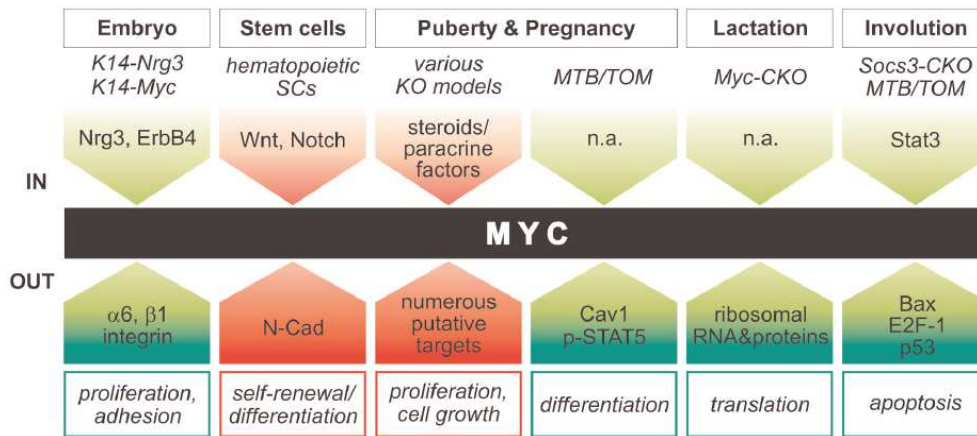 Embryo
Stem cells
Puberty & Pregnancy
Lactation
Involution
K14-Nrg3
K14-Myc
hematopoietic
SCs
various
KO models
MTB/TOM
Myc-CKO
Socs3-CKO
MTB/TOM
IN
Nrg3, ErbB4
Wnt, Notch
steroids/
paracrine
factors
n.a.
n.a.
Stat3
MYC
OUT
α6, β1
integrin
N-Cad
numerous
putative
targets
Cav1
p-STAT5
ribosomal
RNA&proteins
Bax
E2F-1
p53
proliferation,
adhesion
self-renewal/
differentiation
proliferation,
cell growth
differentiation
translation
apoptosis